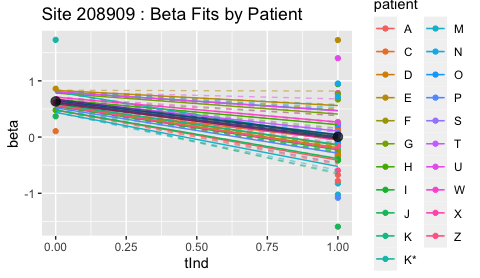 Site 208909 : Beta Fits by Patient
beta
1
0
-1
0.00 0.25 0.50 0.75 1.00
tInd
patient
A M
C N
D O
E P
F S
G T
H U
I W
J X
K Z
K*